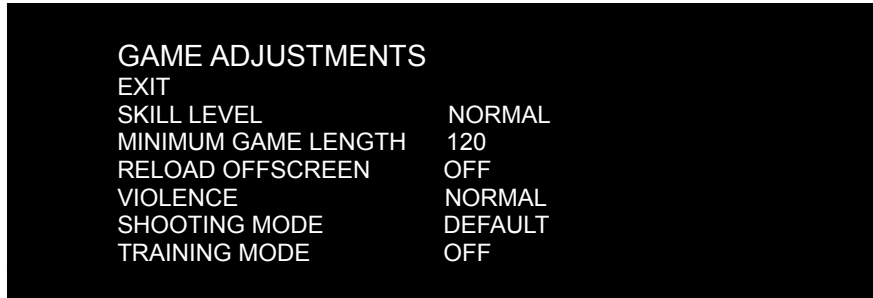 GAME ADJUSTMENTS
EXIT
SKILL LEVEL NORMAL
MINIMUM GAME LENGTH 120
RELOAD OFFSCREEN OFF
VIOLENCE NORMAL
SHOOTING MODE DEFAULT
TRAINING MODE OFF